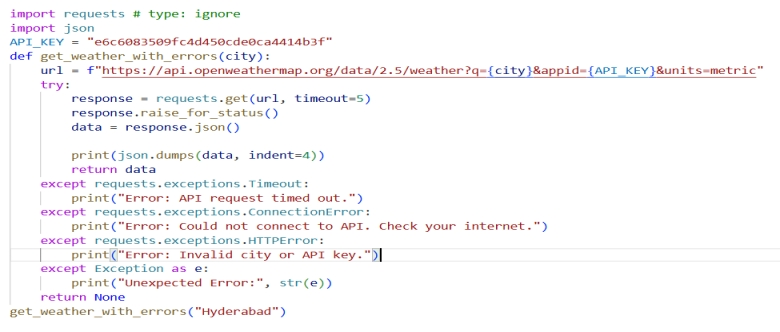 import requests # type: ignore
import json
API_KEY = "e6c6083509fc4d450cde0ca4414b3f"
def get_weather_with_errors(city):
    url = f"https://api.openweathermap.org/data/2.5/weather?q={city}&appid={API_KEY}&units=metric"
    try:
        response = requests.get(url, timeout=5)
        response.raise_for_status()
        data = response.json()

        print(json.dumps(data, indent=4))
        return data
    except requests.exceptions.Timeout:
        print("Error: API request timed out.")
    except requests.exceptions.ConnectionError:
        print("Error: Could not connect to API. Check your internet.")
    except requests.exceptions.HTTPError:
        print("Error: Invalid city or API key.")
    except Exception as e:
        print("Unexpected Error:", str(e))
    return None
get_weather_with_errors("Hyderabad")